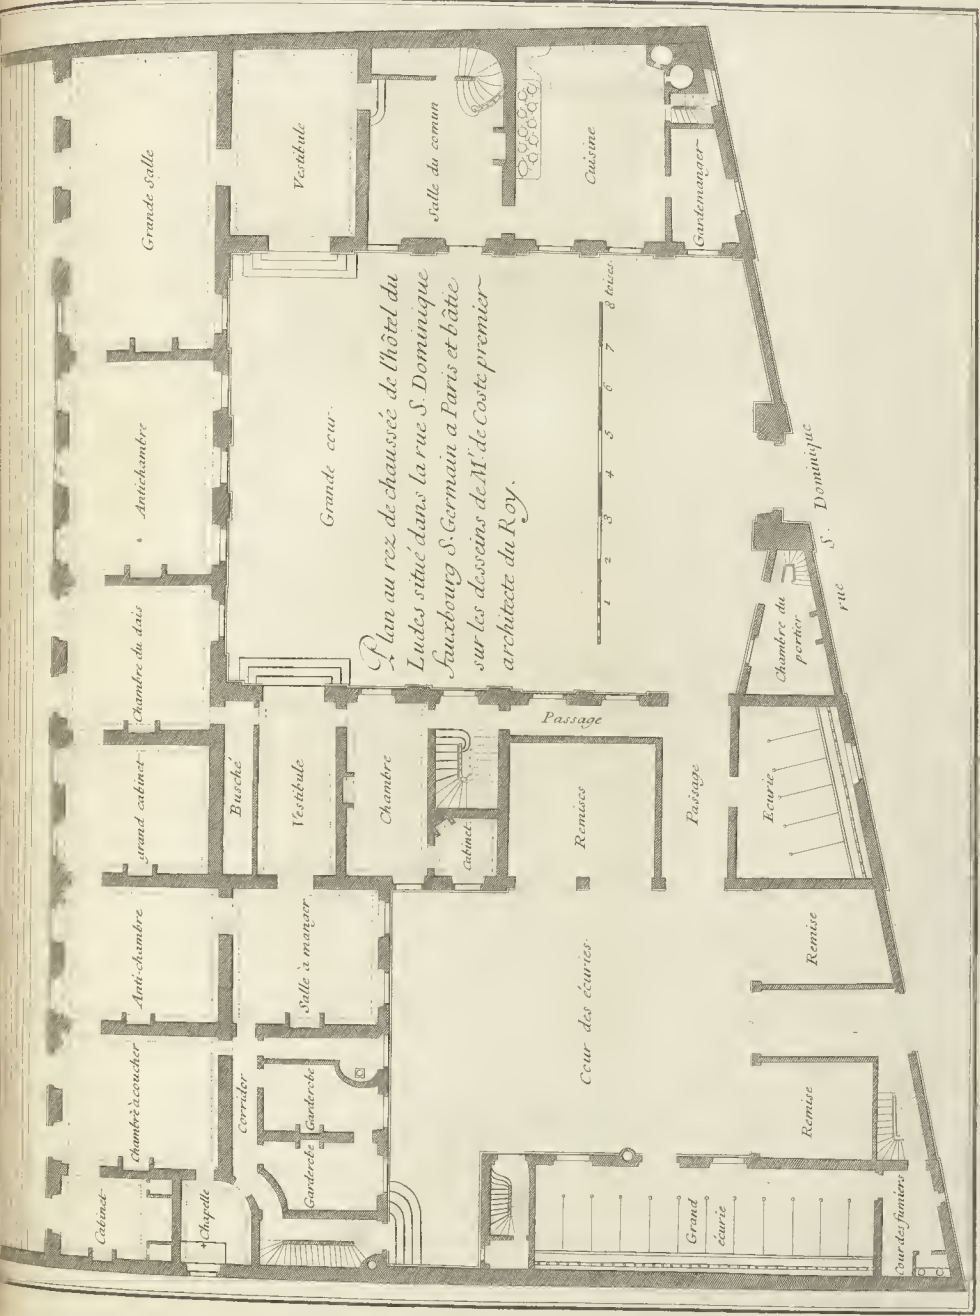 Plan au rez de chaussée de l'hôtel du
Ludes situé dans la rue S. Dominique
fauxbourg S. Germain a Paris et bâtie
sur les desseins de Mr. de Coste premier
architecte du Roy.
1 2 3 4 5 6 7 8 toises.
Cabinet
Chambre à coucher
Anti-chambre
grand cabinet
Chambre du dais
Antichambre
Grande Salle
Chapelle
Corridor
Garderobe
Garderobe
Salle à manger
Busché
Vestibule
Chambre
Cabinet
Grande cour.
Vestibule
Salle du comun
Cuisine
Gardemanger
Passage
Remises
Passage
Ecurie
Chambre du
portier
rue S. Dominique
Cour des écuries.
Remise
Remise
Grand
écurie
Cour des fumiers